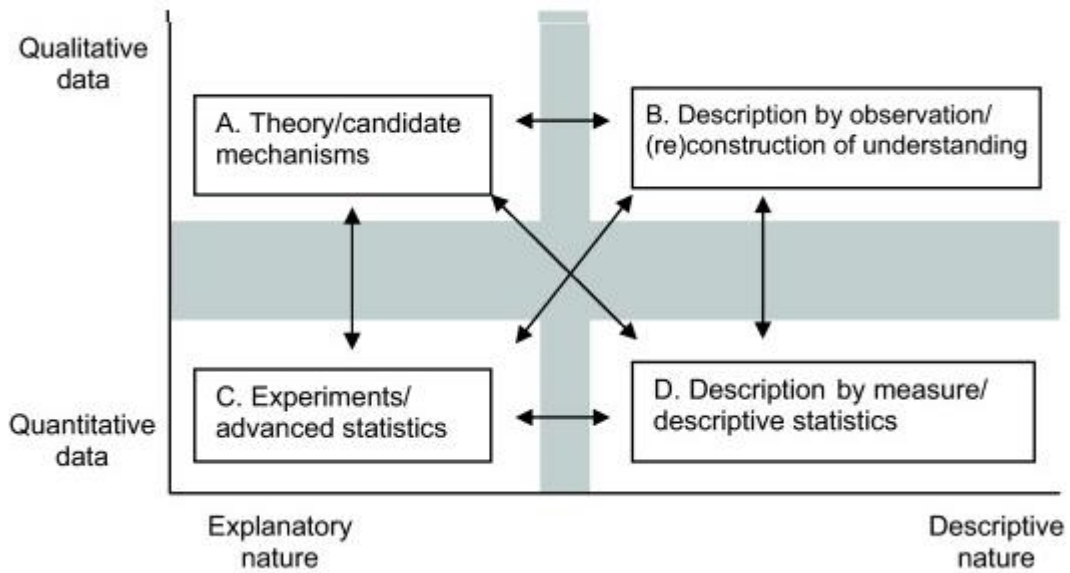 Qualitative
data
A. Theory/candidate
mechanisms
B. Description by observation/
(re)construction of understanding
C. Experiments/
advanced statistics
D. Description by measure/
descriptive statistics
Quantitative
data
Explanatory
nature
Descriptive
nature